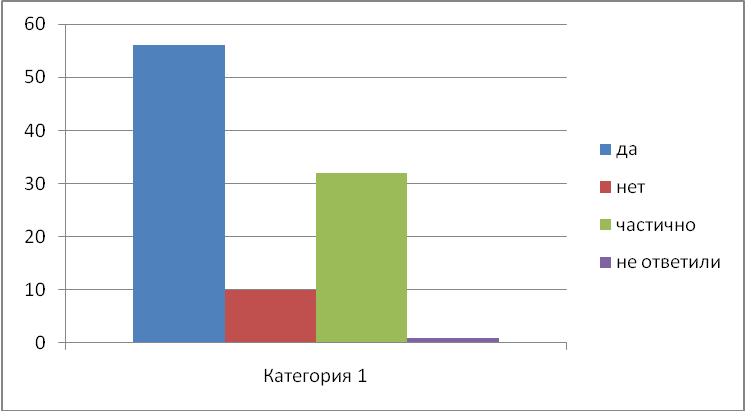 60
50
40
30
20
10
0
Категория 1
да
нет
частично
не ответили